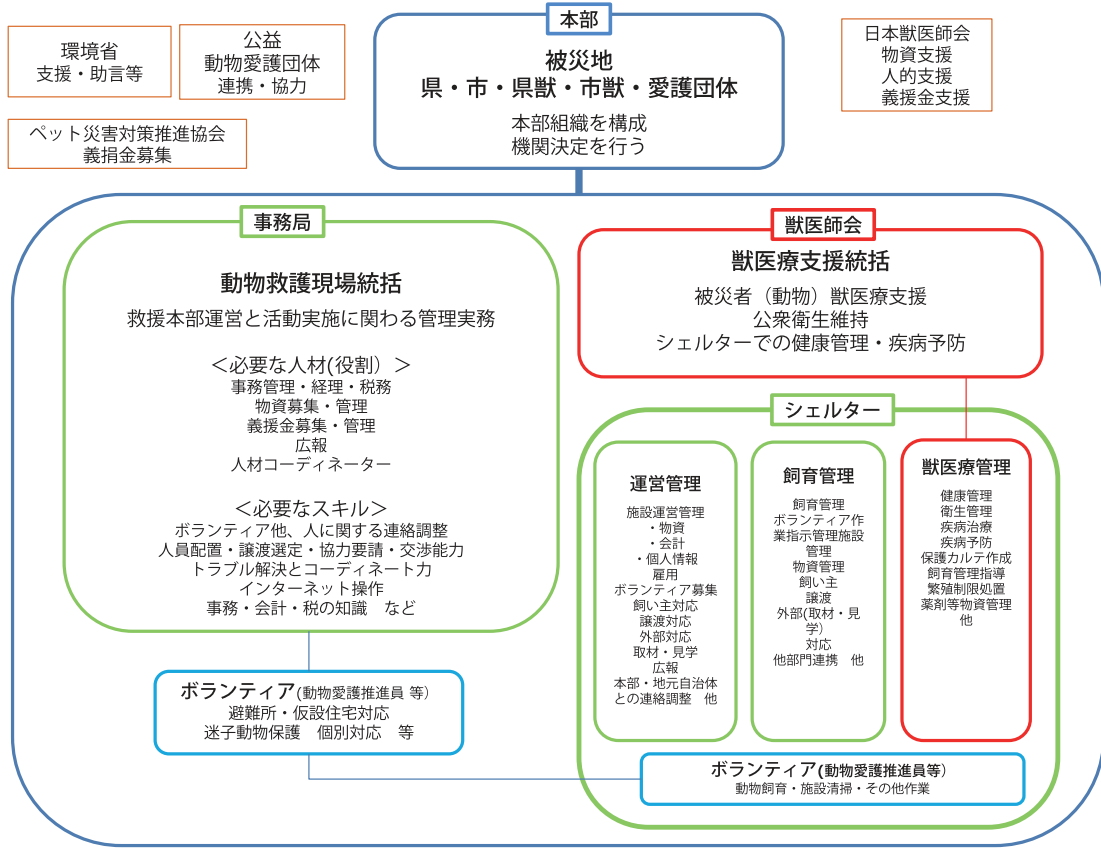 環境省
支援・助言等
公益
動物愛護団体
連携・協力
ペット災害対策推進協会
義捐金募集
本部
被災地
県・市・県獣・市獣・愛護団体
本部組織を構成
機関決定を行う
日本獣医師会
物資支援
人的支援
義援金支援
事務局
動物救護現場統括
救援本部運営と活動実施に関わる管理実務
＜必要な人材(役割）＞
事務管理・経理・税務
物資募集・管理
義援金募集・管理
広報
人材コーディネーター
＜必要なスキル＞
ボランティア他、人に関する連絡調整
人員配置・譲渡選定・協力要請・交渉能力
トラブル解決とコーディネート力
インターネット操作
事務・会計・税の知識　など
ボランティア(動物愛護推進員 等)
避難所・仮設住宅対応
迷子動物保護　個別対応　等
獣医師会
獣医療支援統括
被災者（動物）獣医療支援
公衆衛生維持
シェルターでの健康管理・疾病予防
シェルター
運営管理
施設運営管理
・物資
・会計
・個人情報
雇用
ボランティア募集
飼い主対応
譲渡対応
外部対応
取材・見学
広報
本部・地元自治体
との連絡調整　他
飼育管理
飼育管理
ボランティア作
業指示管理施設
管理
物資管理
飼い主
譲渡
外部(取材・見
学）
対応
他部門連携　他
獣医療管理
健康管理
衛生管理
疾病治療
疾病予防
保護カルテ作成
飼育管理指導
繁殖制限処置
薬剤等物資管理
他
ボランティア(動物愛護推進員等）
動物飼育・施設清掃・その他作業